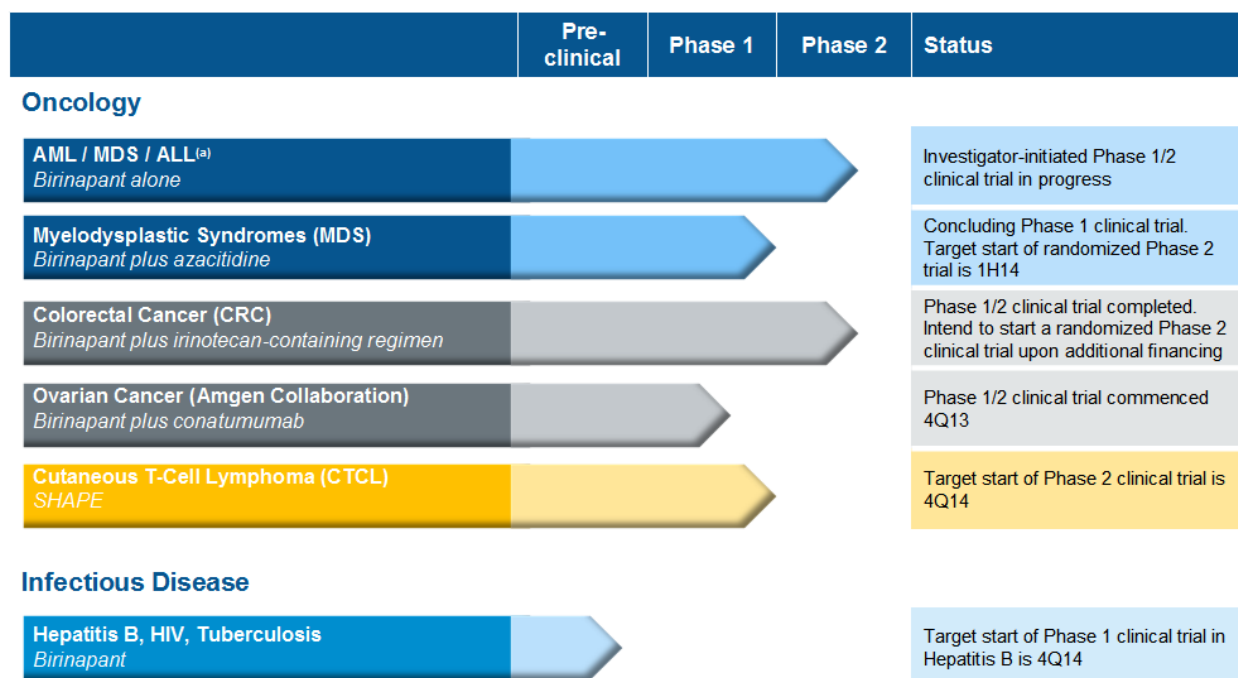 Pre-
clinical
Phase 1
Phase 2
Status
Oncology
AML / MDS / ALL(a)
Birinapant alone
Investigator-initiated Phase 1/2
clinical trial in progress
Myelodysplastic Syndromes (MDS)
Birinapant plus azacitidine
Concluding Phase 1 clinical trial.
Target start of randomized Phase 2
trial is 1H14
Colorectal Cancer (CRC)
Birinapant plus irinotecan-containing regimen
Phase 1/2 clinical trial completed.
Intend to start a randomized Phase 2
clinical trial upon additional financing
Ovarian Cancer (Amgen Collaboration)
Birinapant plus conatumumab
Phase 1/2 clinical trial commenced
4Q13
Cutaneous T-Cell Lymphoma (CTCL)
SHAPE
Target start of Phase 2 clinical trial is
4Q14
Infectious Disease
Hepatitis B, HIV, Tuberculosis
Birinapant
Target start of Phase 1 clinical trial in
Hepatitis B is 4Q14